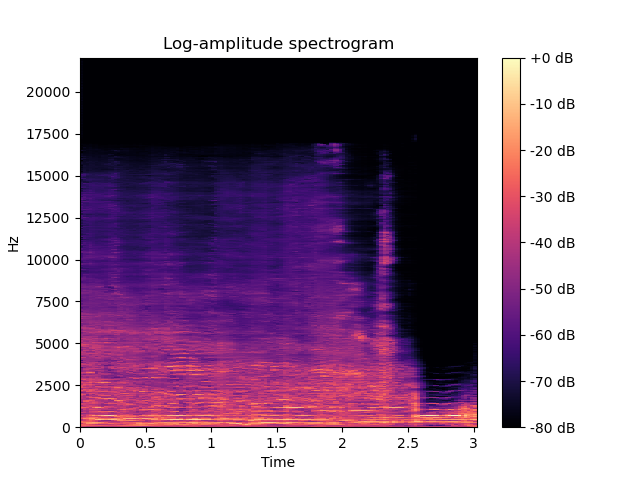 Log-amplitude spectrogram
20000
17500
15000
12500
10000
7500
5000
2500
0
Hz
0 0.5 1 1.5 2 2.5 3
Time
+0 dB
-10 dB
-20 dB
-30 dB
-40 dB
-50 dB
-60 dB
-70 dB
-80 dB